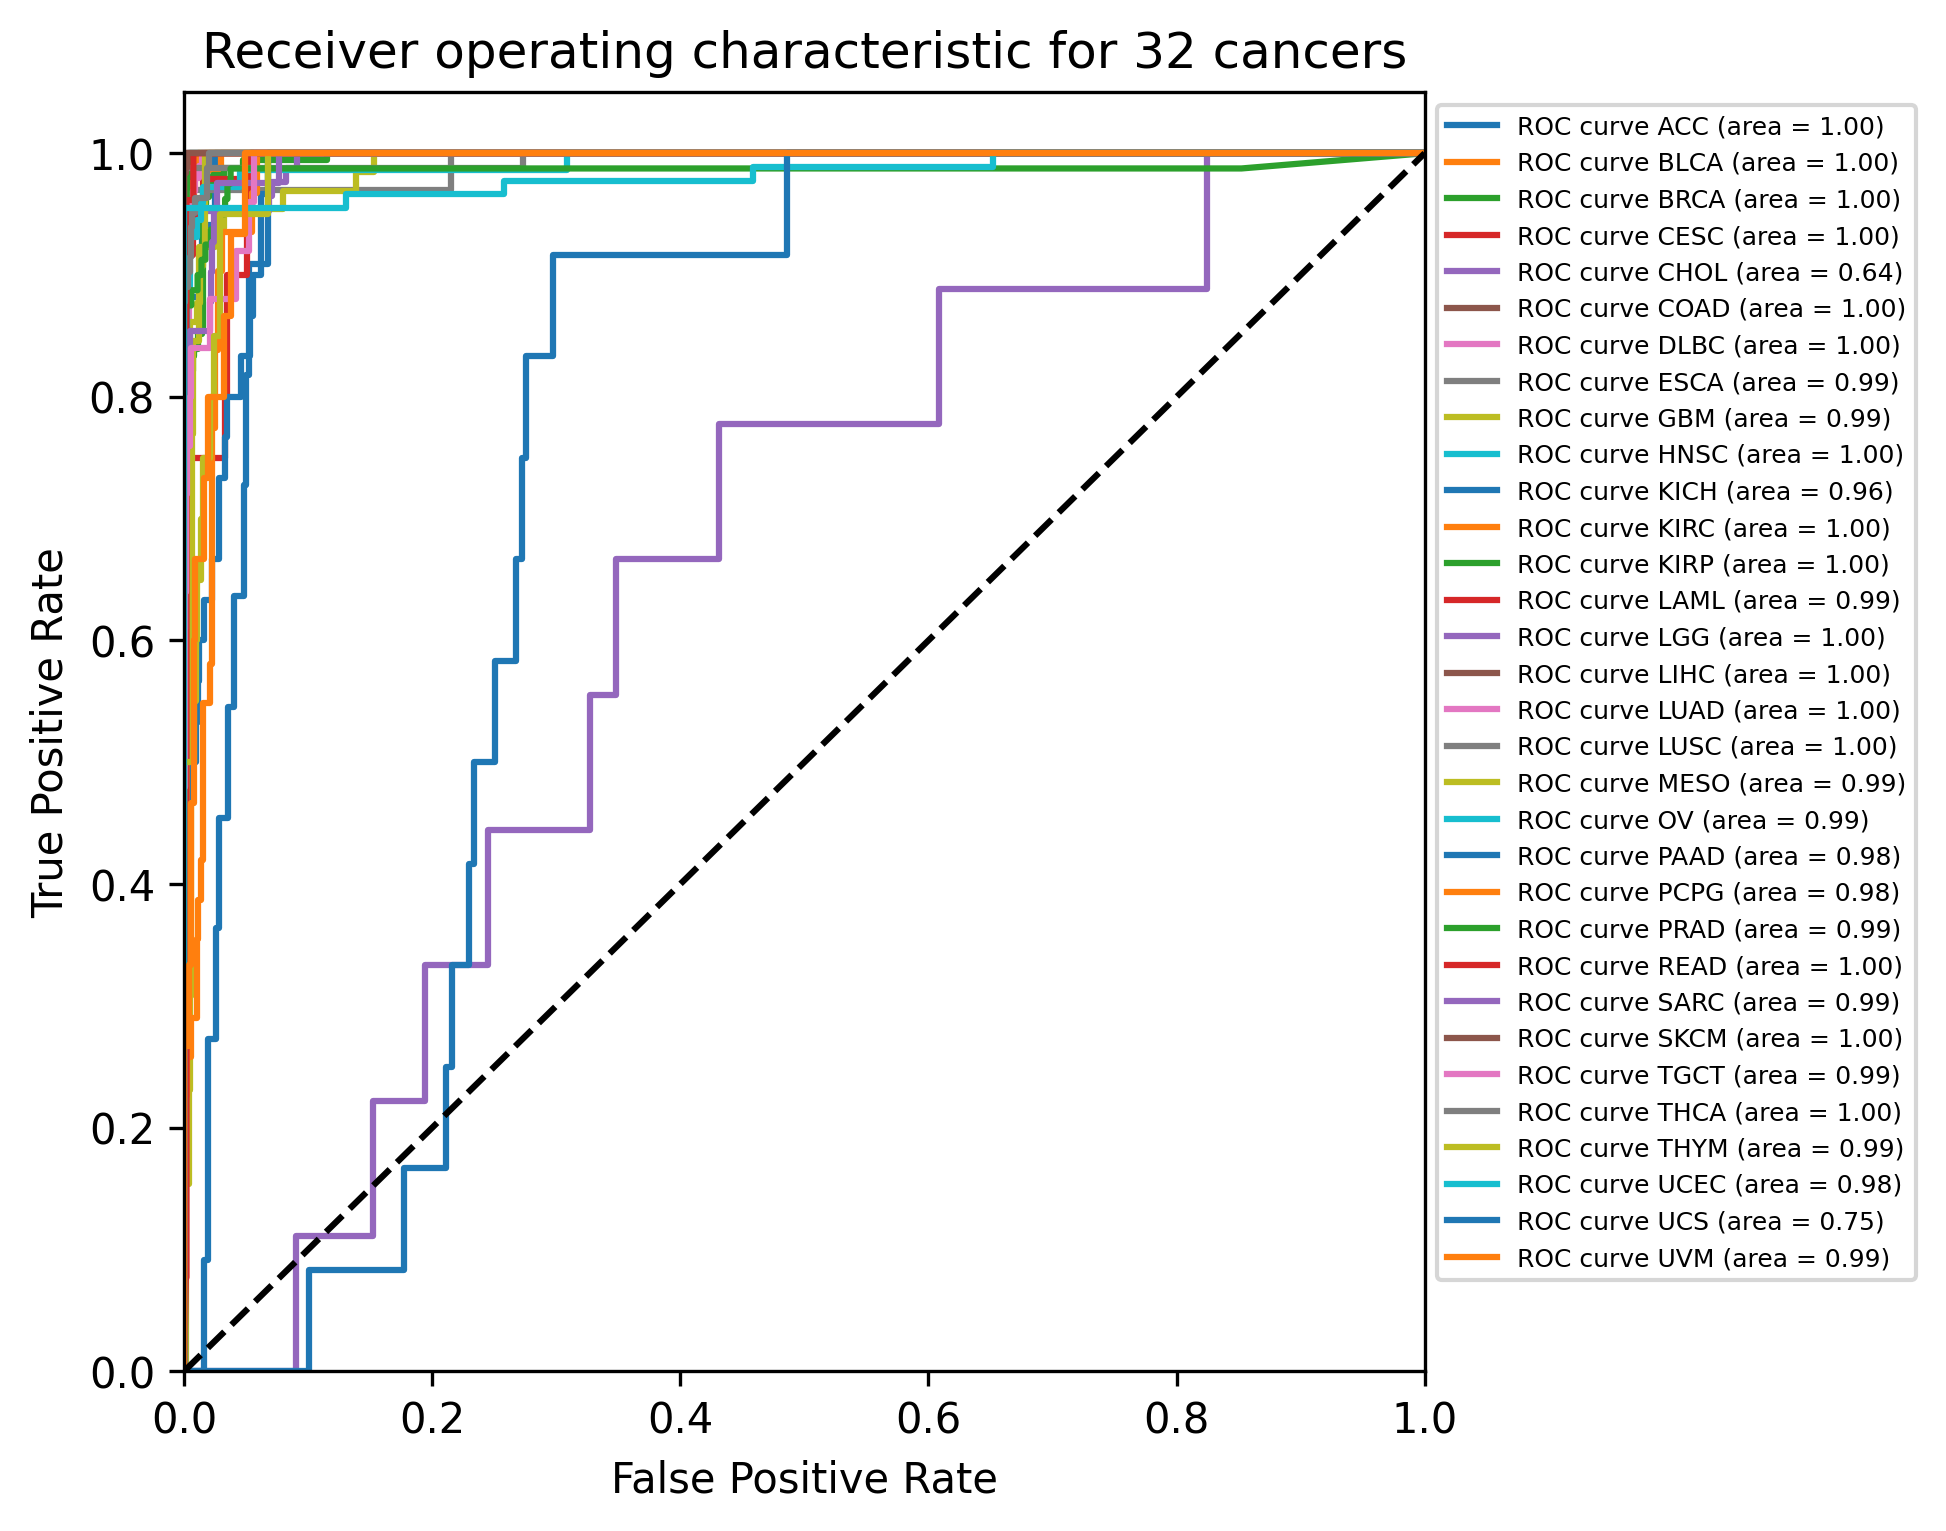 Receiver operating characteristic for 32 cancers
True Positive Rate
1.0
0.8
0.6
0.4
0.2
0.0
0.0 0.2 0.4 0.6 0.8 1.0
False Positive Rate
ROC curve ACC (area = 1.00)
ROC curve BLCA (area = 1.00)
ROC curve BRCA (area = 1.00)
ROC curve CESC (area = 1.00)
ROC curve CHOL (area = 0.64)
ROC curve COAD (area = 1.00)
ROC curve DLBC (area = 1.00)
ROC curve ESCA (area = 0.99)
ROC curve GBM (area = 0.99)
ROC curve HNSC (area = 1.00)
ROC curve KICH (area = 0.96)
ROC curve KIRC (area = 1.00)
ROC curve KIRP (area = 1.00)
ROC curve LAML (area = 0.99)
ROC curve LGG (area = 1.00)
ROC curve LIHC (area = 1.00)
ROC curve LUAD (area = 1.00)
ROC curve LUSC (area = 1.00)
ROC curve MESO (area = 0.99)
ROC curve OV (area = 0.99)
ROC curve PAAD (area = 0.98)
ROC curve PCPG (area = 0.98)
ROC curve PRAD (area = 0.99)
ROC curve READ (area = 1.00)
ROC curve SARC (area = 0.99)
ROC curve SKCM (area = 1.00)
ROC curve TGCT (area = 0.99)
ROC curve THCA (area = 1.00)
ROC curve THYM (area = 0.99)
ROC curve UCEC (area = 0.98)
ROC curve UCS (area = 0.75)
ROC curve UVM (area = 0.99)